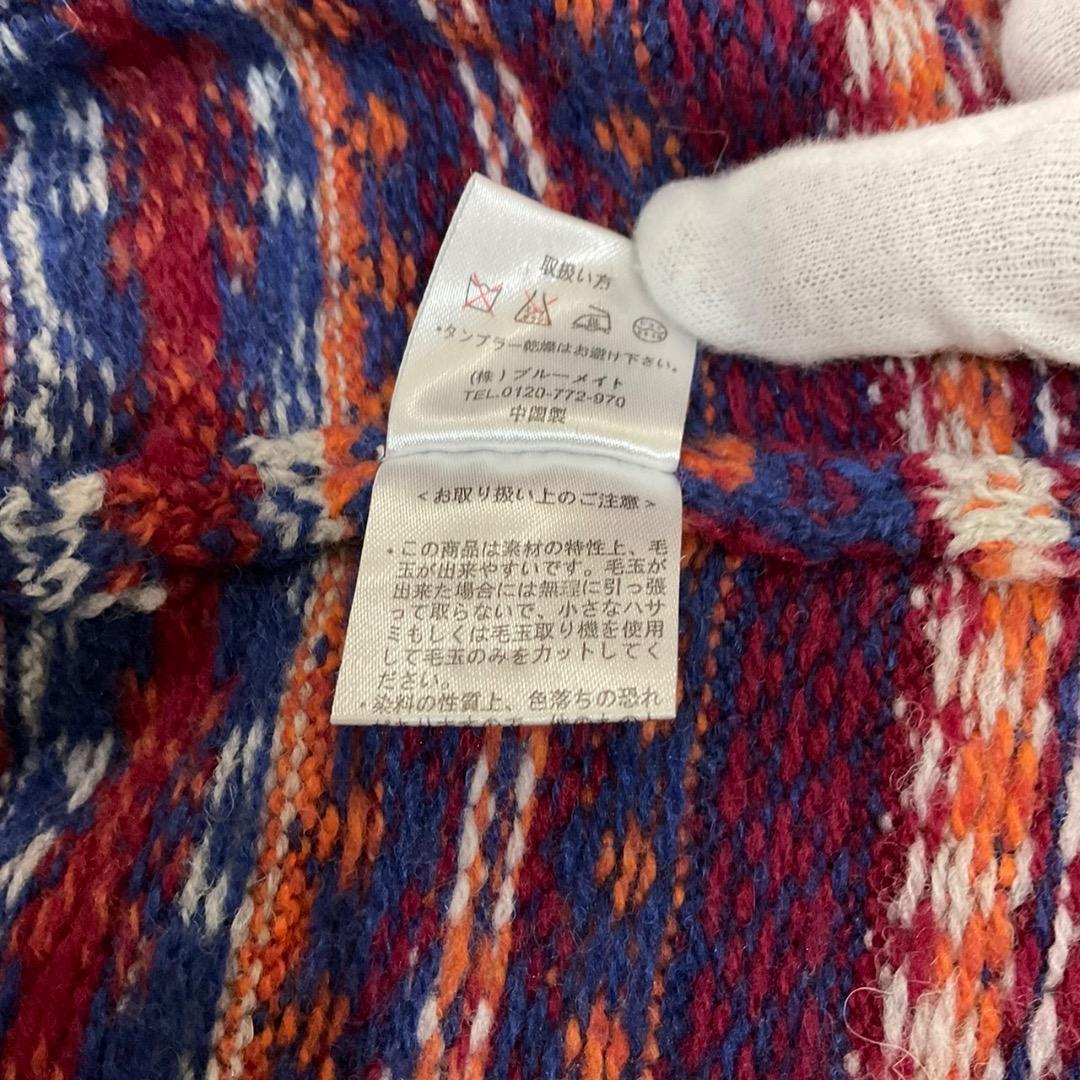 取扱い方
•タンブラー乾燥はお避け下さい。
(株)ブルーメイト
TEL.0120-772-970
中國製
<お取り扱い上のご注意>
•この商品は素材の特性上、毛
玉が出来やすいです。毛玉が
出来た場合には無理に引っ張
って取らないで、小さなハサ
ミもしくは毛玉取り機を使用
して毛玉のみを力ットしてく
ださい。
•染料の性質上、色落ちの恐れ